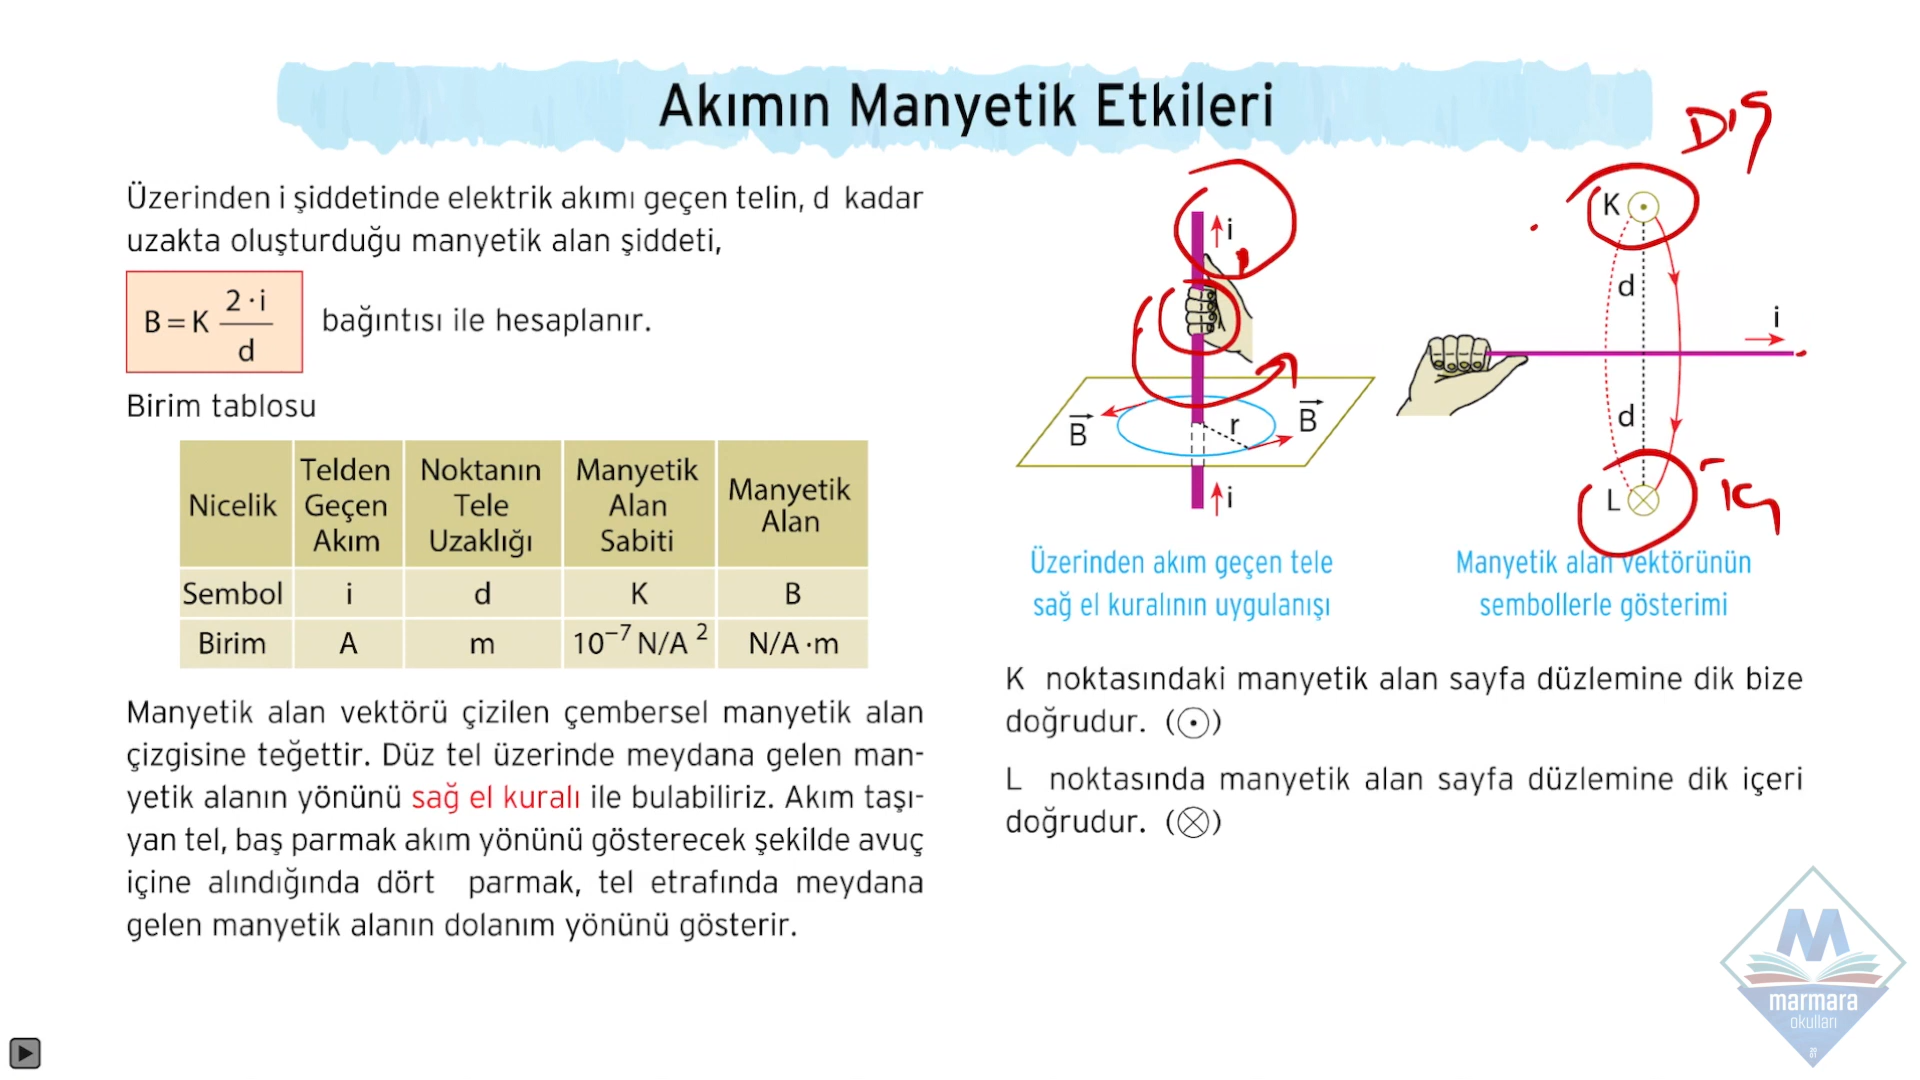 Akımın Manyetik Etkileri
DIŞ
Üzerinden i şiddetinde elektrik akımı geçen telin, d kadar
uzakta oluşturduğu manyetik alan şiddeti,
B = K 2 · i / d
bağıntısı ile hesaplanır.
Birim tablosu
Nicelik | Telden Geçen Akım | Noktanın Tele Uzaklığı | Manyetik Alan Sabiti | Manyetik Alan
Sembol | i | d | K | B
Birim | A | m | 10⁻⁷ N/A ² | N/A · m
Manyetik alan vektörü çizilen çembersel manyetik alan
çizgisine teğettir. Düz tel üzerinde meydana gelen man-
yetik alanın yönünü sağ el kuralı ile bulabiliriz. Akım taşı-
yan tel, baş parmak akım yönünü gösterecek şekilde avuç
içine alındığında dört parmak, tel etrafında meydana
gelen manyetik alanın dolanım yönünü gösterir.
i
B
r
B
i
Üzerinden akım geçen tele
sağ el kuralının uygulanışı
K
d
i
d
L
İÇ
Manyetik alan vektörünün
sembollerle gösterimi
K noktasındaki manyetik alan sayfa düzlemine dik bize
doğrudur. (⊙)
L noktasında manyetik alan sayfa düzlemine dik içeri
doğrudur. (⊗)
M
marmara
okulları